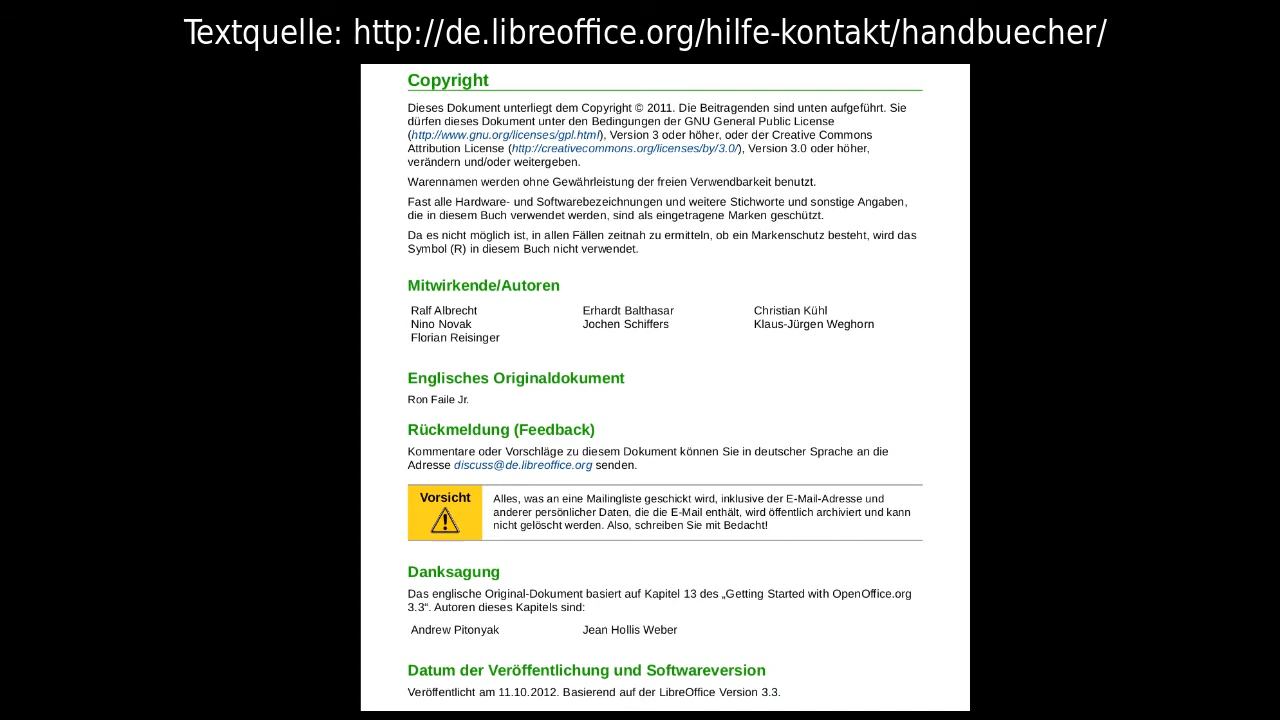 Textquelle: http://de.libreoffice.org/hilfe-kontakt/handbuecher/
Copyright
Dieses Dokument unterliegt dem Copyright © 2011. Die Beitragenden sind unten aufgeführt. Sie
dürfen dieses Dokument unter den Bedingungen der GNU General Public License
(http://www.gnu.org/licenses/gpl.html), Version 3 oder höher, oder der Creative Commons
Attribution License (http://creativecommons.org/licenses/by/3.0/), Version 3.0 oder höher,
verändern und/oder weitergeben.
Warennamen werden ohne Gewährleistung der freien Verwendbarkeit benutzt.
Fast alle Hardware- und Softwarebezeichnungen und weitere Stichworte und sonstige Angaben,
die in diesem Buch verwendet werden, sind als eingetragene Marken geschützt.
Da es nicht möglich ist, in allen Fällen zeitnah zu ermitteln, ob ein Markenschutz besteht, wird das
Symbol (R) in diesem Buch nicht verwendet.
Mitwirkende/Autoren
Ralf Albrecht Erhardt Balthasar Christian Kühl
Nino Novak Jochen Schiffers Klaus-Jürgen Weghorn
Florian Reisinger
Englisches Originaldokument
Ron Faile Jr.
Rückmeldung (Feedback)
Kommentare oder Vorschläge zu diesem Dokument können Sie in deutscher Sprache an die
Adresse discuss@de.libreoffice.org senden.
Vorsicht
Alles, was an eine Mailingliste geschickt wird, inklusive der E-Mail-Adresse und
anderer persönlicher Daten, die die E-Mail enthält, wird öffentlich archiviert und kann
nicht gelöscht werden. Also, schreiben Sie mit Bedacht!
Danksagung
Das englische Original-Dokument basiert auf Kapitel 13 des „Getting Started with OpenOffice.org
3.3“. Autoren dieses Kapitels sind:
Andrew Pitonyak Jean Hollis Weber
Datum der Veröffentlichung und Softwareversion
Veröffentlicht am 11.10.2012. Basierend auf der LibreOffice Version 3.3.